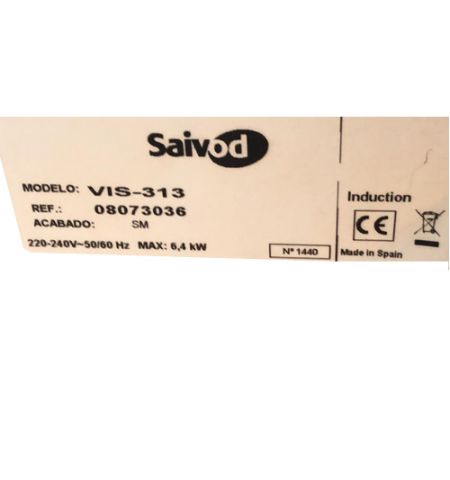 Saivod
MODELO: VIS-313
REF.: 08073036
ACABADO: SM
220-240V~50/60 Hz MAX: 6,4 kW
Nº 1440
Induction
CE
Made in Spain